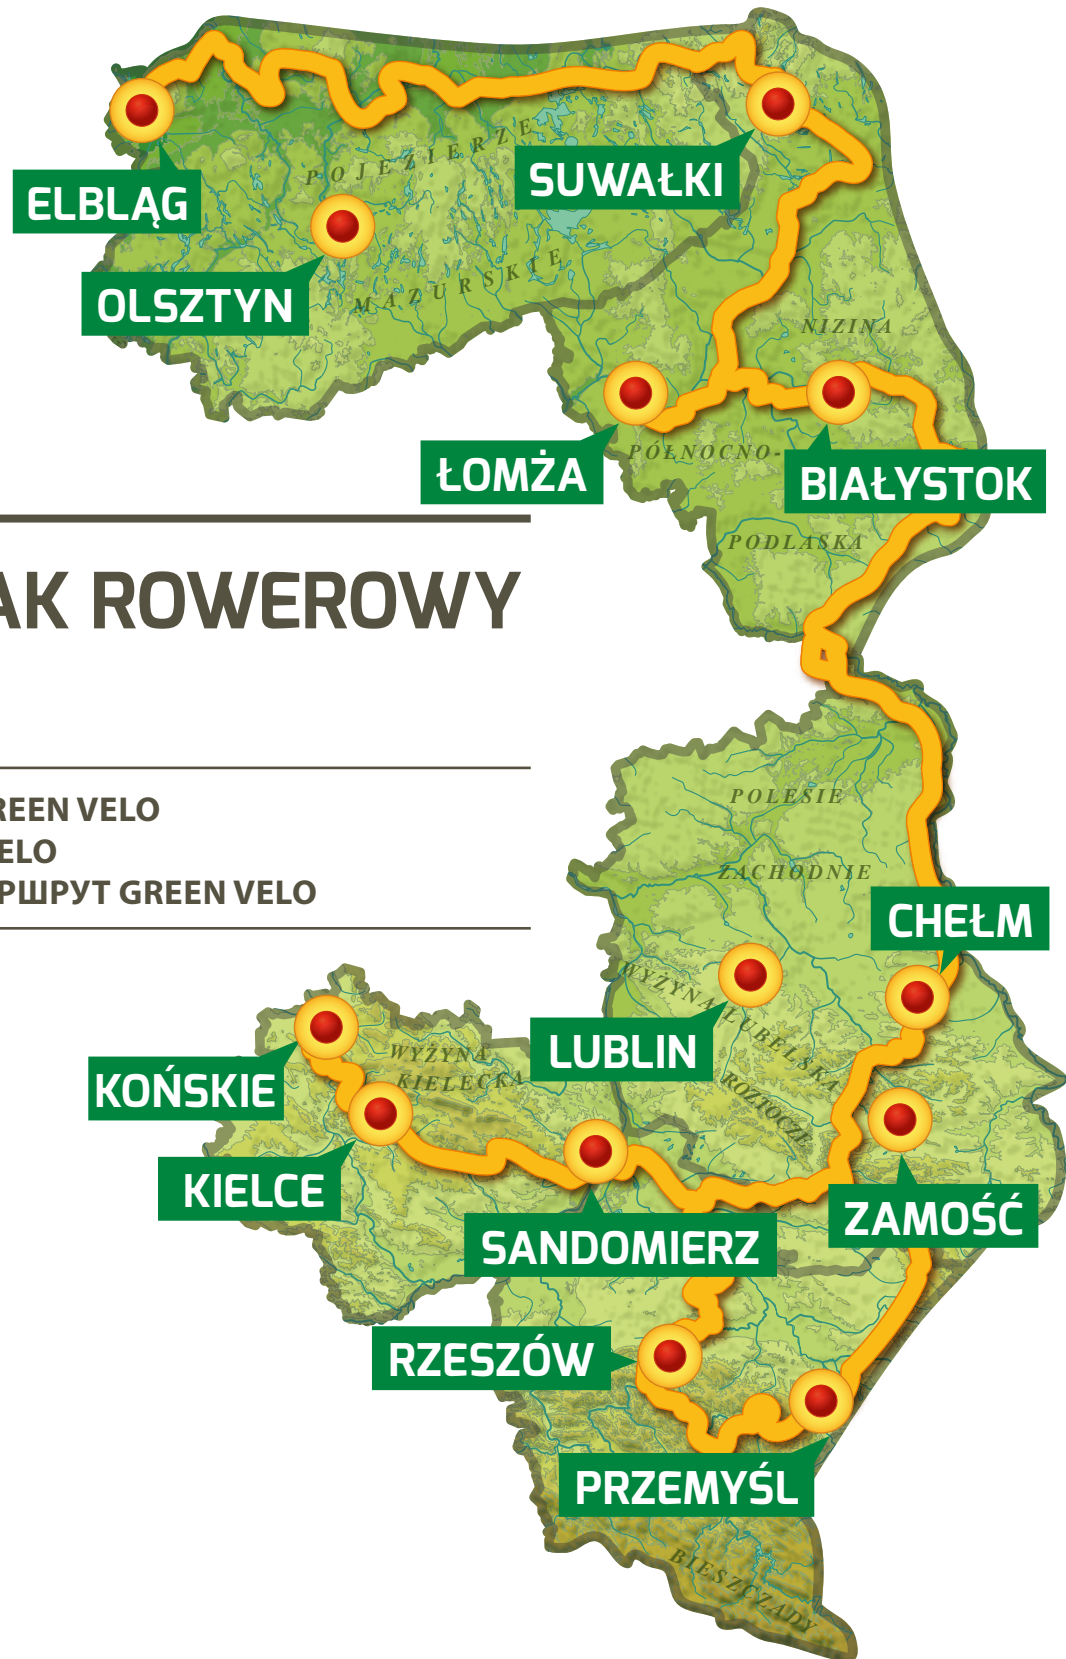 ELBLĄG
SUWAŁKI
OLSZTYN
POJEZIERZE
MAZURSKIE
NIZINA
PÓŁNOCNO-
PODLASKA
ŁOMŻA
BIAŁYSTOK
AK ROWEROWY
REEN VELO
ELO
РШРУТ GREEN VELO
POLESIE
ZACHODNIE
CHEŁM
WYŻYNA LUBELSKA
LUBLIN
ROZTOCZE
WYŻYNA
KIELECKA
KOŃSKIE
KIELCE
SANDOMIERZ
ZAMOŚĆ
RZESZÓW
PRZEMYŚL
BIESZCZADY